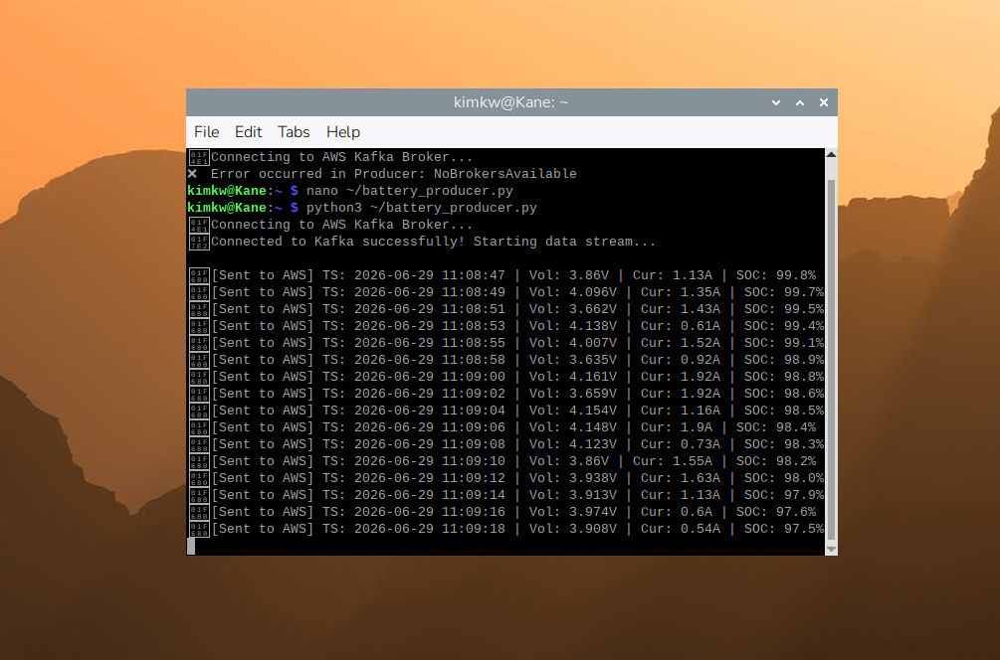 kimkw@Kane: ~
File Edit Tabs Help
Connecting to AWS Kafka Broker...
❌ Error occurred in Producer: NoBrokersAvailable
kimkw@Kane:~ $ nano ~/battery_producer.py
kimkw@Kane:~ $ python3 ~/battery_producer.py
Connecting to AWS Kafka Broker...
Connected to Kafka successfully! Starting data stream...
[Sent to AWS] TS: 2026-06-29 11:08:47 | Vol: 3.86V | Cur: 1.13A | SOC: 99.8%
[Sent to AWS] TS: 2026-06-29 11:08:49 | Vol: 4.096V | Cur: 1.35A | SOC: 99.7%
[Sent to AWS] TS: 2026-06-29 11:08:51 | Vol: 3.662V | Cur: 1.43A | SOC: 99.5%
[Sent to AWS] TS: 2026-06-29 11:08:53 | Vol: 4.138V | Cur: 0.61A | SOC: 99.4%
[Sent to AWS] TS: 2026-06-29 11:08:55 | Vol: 4.007V | Cur: 1.52A | SOC: 99.1%
[Sent to AWS] TS: 2026-06-29 11:08:58 | Vol: 3.635V | Cur: 0.92A | SOC: 98.9%
[Sent to AWS] TS: 2026-06-29 11:09:00 | Vol: 4.161V | Cur: 1.92A | SOC: 98.8%
[Sent to AWS] TS: 2026-06-29 11:09:02 | Vol: 3.659V | Cur: 1.92A | SOC: 98.6%
[Sent to AWS] TS: 2026-06-29 11:09:04 | Vol: 4.154V | Cur: 1.16A | SOC: 98.5%
[Sent to AWS] TS: 2026-06-29 11:09:06 | Vol: 4.148V | Cur: 1.9A | SOC: 98.4%
[Sent to AWS] TS: 2026-06-29 11:09:08 | Vol: 4.123V | Cur: 0.73A | SOC: 98.3%
[Sent to AWS] TS: 2026-06-29 11:09:10 | Vol: 3.86V | Cur: 1.55A | SOC: 98.2%
[Sent to AWS] TS: 2026-06-29 11:09:12 | Vol: 3.938V | Cur: 1.63A | SOC: 98.0%
[Sent to AWS] TS: 2026-06-29 11:09:14 | Vol: 3.913V | Cur: 1.13A | SOC: 97.9%
[Sent to AWS] TS: 2026-06-29 11:09:16 | Vol: 3.974V | Cur: 0.6A | SOC: 97.6%
[Sent to AWS] TS: 2026-06-29 11:09:18 | Vol: 3.908V | Cur: 0.54A | SOC: 97.5%